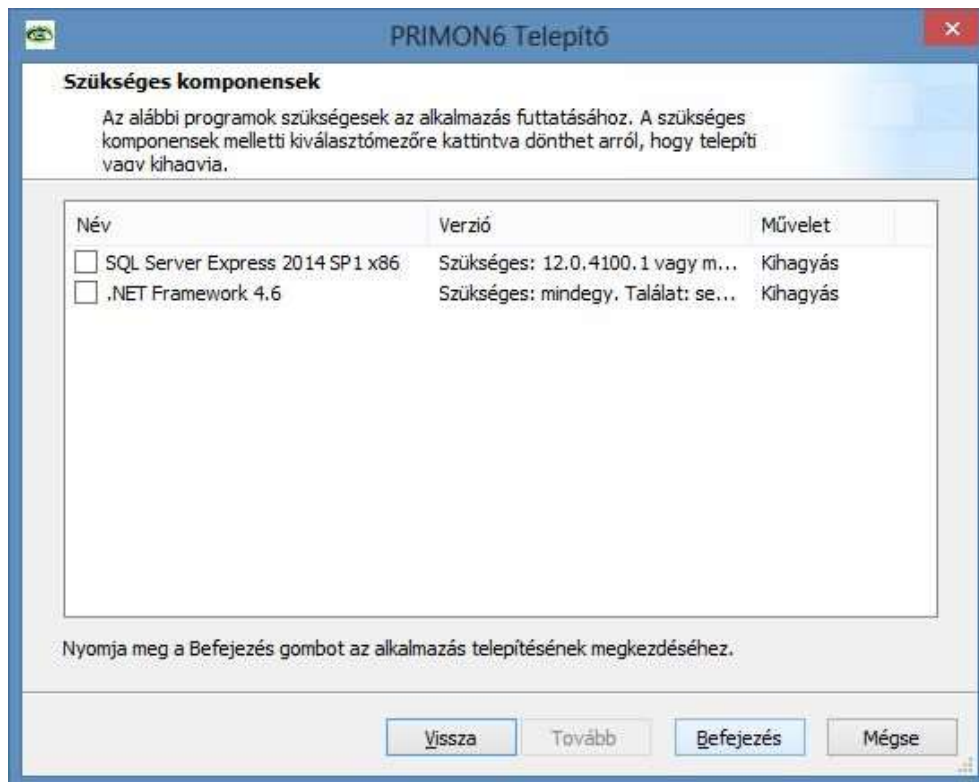 PRIMON6 Telepítő
Szükséges komponensek
Az alábbi programok szükségesek az alkalmazás futtatásához. A szükséges
komponensek melletti kiválasztómezőre kattintva dönthet arról, hogy telepíti
vagy kihagyja.
Név Verzió Művelet
SQL Server Express 2014 SP1 x86 Szükséges: 12.0.4100.1 vagy m... Kihagyás
.NET Framework 4.6 Szükséges: mindegy. Találat: se... Kihagyás
Nyomja meg a Befejezés gombot az alkalmazás telepítésének megkezdéséhez.
Vissza Tovább Befejezés Mégse